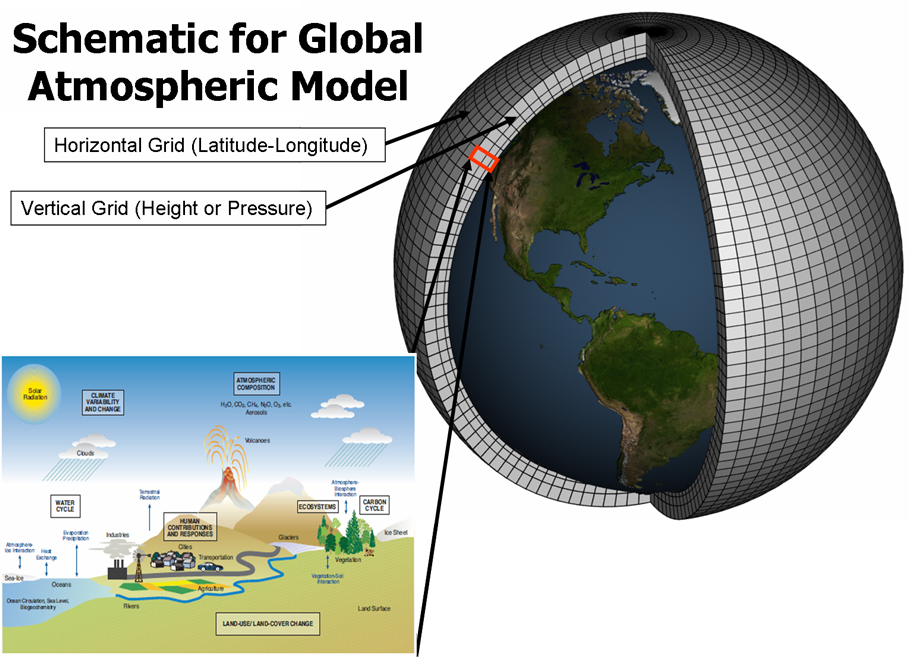 Schematic for Global
Atmospheric Model
Horizontal Grid (Latitude-Longitude)
Vertical Grid (Height or Pressure)
Solar
Radiation
CLIMATE
VARIABILITY
AND CHANGE
ATMOSPHERIC
COMPOSITION
H₂O, CO₂, CH₄, N₂O, O₃, etc.
Aerosols
Clouds
Volcanoes
WATER
CYCLE
Terrestrial
Radiation
Atmosphere-
Biosphere
Interaction
ECOSYSTEMS
CARBON
CYCLE
HUMAN
CONTRIBUTIONS
AND RESPONSES
Evaporation
Precipitation
Industries
Cities
Transportation
Glaciers
Ice Sheet
Atmosphere-
Ice Interaction
Heat
Exchange
Vegetation
Sea-Ice
Oceans
Agriculture
Vegetation-Soil
Interaction
Ocean Circulation, Sea Level,
Biogeochemistry
Rivers
Land Surface
LAND-USE/ LAND-COVER CHANGE